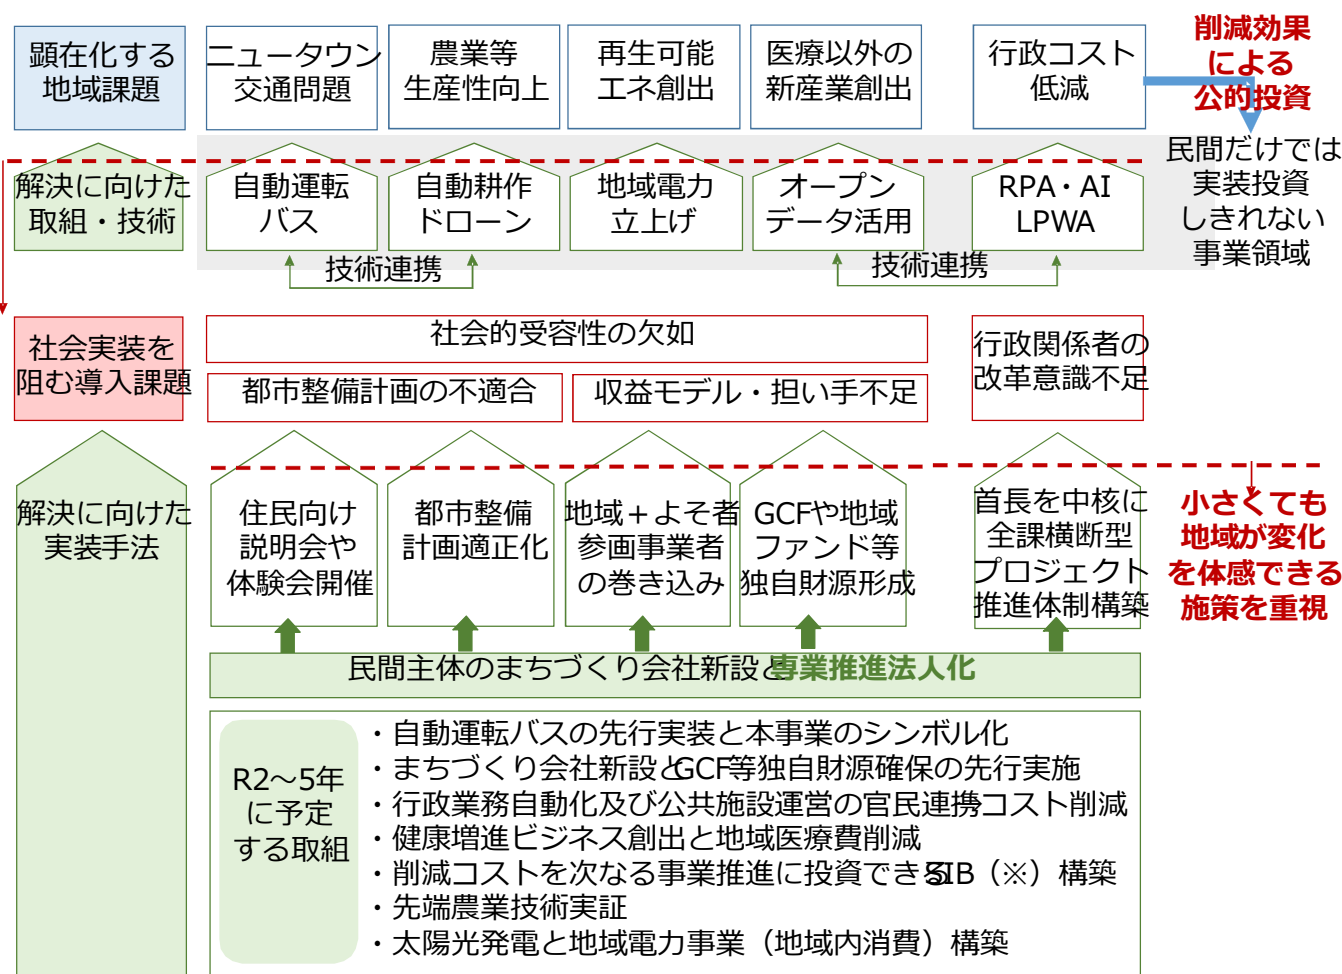 顕在化する
地域課題
ニュータウン
交通問題
農業等
生産性向上
再生可能
エネ創出
医療以外の
新産業創出
行政コスト
低減
削減効果
による
公的投資
解決に向けた
取組・技術
自動運転
バス
自動耕作
ドローン
地域電力
立上げ
オープン
データ活用
RPA・AI
LPWA
民間だけでは
実装投資
しきれない
事業領域
技術連携
技術連携
社会実装を
阻む導入課題
社会的受容性の欠如
都市整備計画の不適合
収益モデル・担い手不足
行政関係者の
改革意識不足
解決に向けた
実装手法
住民向け
説明会や
体験会開催
都市整備
計画適正化
地域＋よそ者
参画事業者
の巻き込み
GCFや地域
ファンド等
独自財源形成
首長を中核に
全課横断型
プロジェクト
推進体制構築
小さくても
地域が変化
を体感できる
施策を重視
民間主体のまちづくり会社新設と専業推進法人化
R2～5年
に予定
する取組
・自動運転バスの先行実装と本事業のシンボル化
・まちづくり会社新設とGCF等独自財源確保の先行実施
・行政業務自動化及び公共施設運営の官民連携コスト削減
・健康増進ビジネス創出と地域医療費削減
・削減コストを次なる事業推進に投資できるSIB（※）構築
・先端農業技術実証
・太陽光発電と地域電力事業（地域内消費）構築